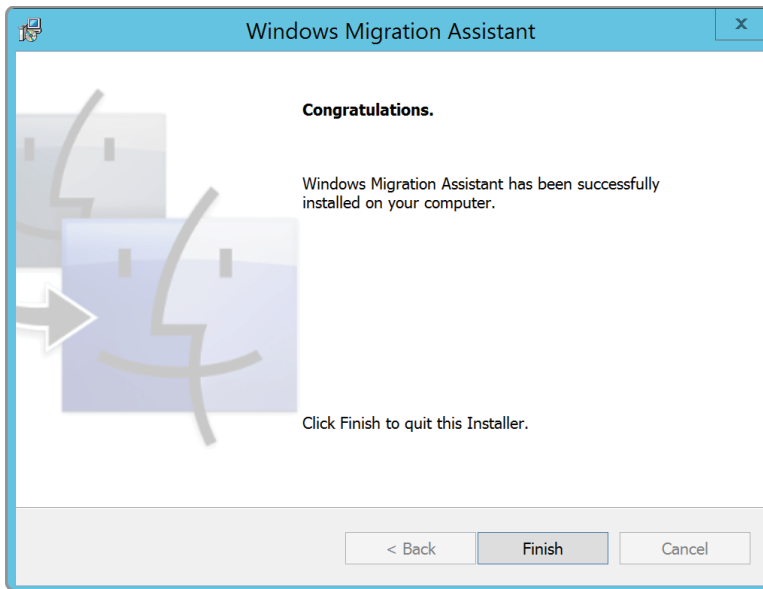 Windows Migration Assistant
x
Congratulations.
Windows Migration Assistant has been successfully
installed on your computer.
Click Finish to quit this Installer.
< Back
Finish
Cancel